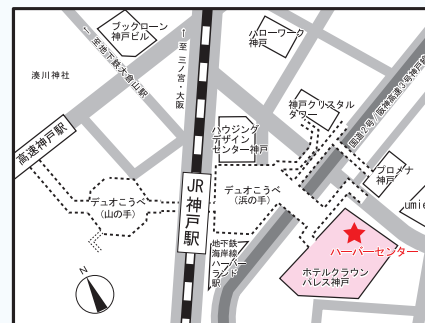 ブックローン
神戸ビル
ハローワーク
神戸
←至地下鉄大倉山駅
←至 三ノ宮・大阪
湊川神社
神戸クリスタル
タワー
国道2号/阪神高速3号神戸線
高速神戸駅
ハウジング
デザイン
センター神戸
プロメナ
神戸
デュオこうべ
(山の手)
JR
神戸駅
デュオこうべ
(浜の手)
umie
地下鉄
海岸線
ハーバー
ランド
駅
ハーバーセンター
ホテルクラウン
パレス神戸
N